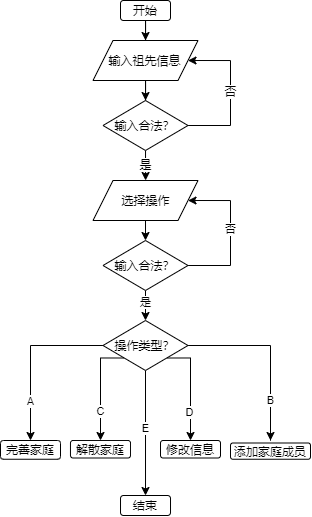 开始
输入祖先信息
否
输入合法?
是
选择操作
否
输入合法?
是
操作类型?
A
B
C
D
E
完善家庭
解散家庭
修改信息
添加家庭成员
结束